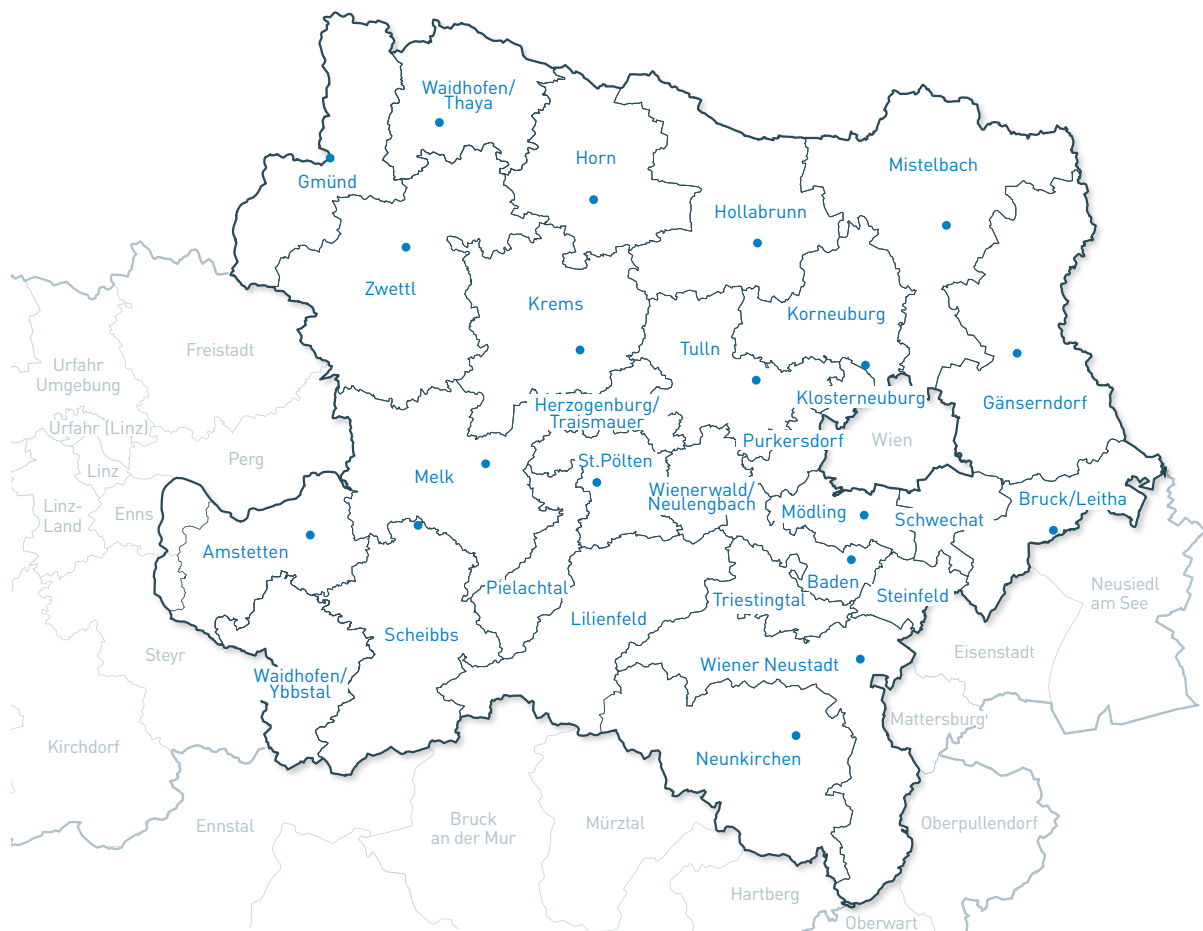 Waidhofen/
Thaya
Horn
Mistelbach
Gmünd
Hollabrunn
Zwettl
Krems
Korneuburg
Freistadt
Tulln
Urfahr
Umgebung
Klosterneuburg
Gänserndorf
Herzogenburg/
Traismauer
Urfahr (Linz)
Purkersdorf
Wien
Perg
St.Pölten
Linz
Melk
Wienerwald/
Neulengbach
Linz-
Land
Enns
Mödling
Schwechat
Bruck/Leitha
Amstetten
Pielachtal
Baden
Neusiedl
am See
Triestingtal
Steinfeld
Lilienfeld
Scheibbs
Steyr
Eisenstadt
Wiener Neustadt
Waidhofen/
Ybbstal
Mattersburg
Kirchdorf
Neunkirchen
Ennstal
Bruck
an der Mur
Mürztal
Oberpullendorf
Hartberg
Oberwart